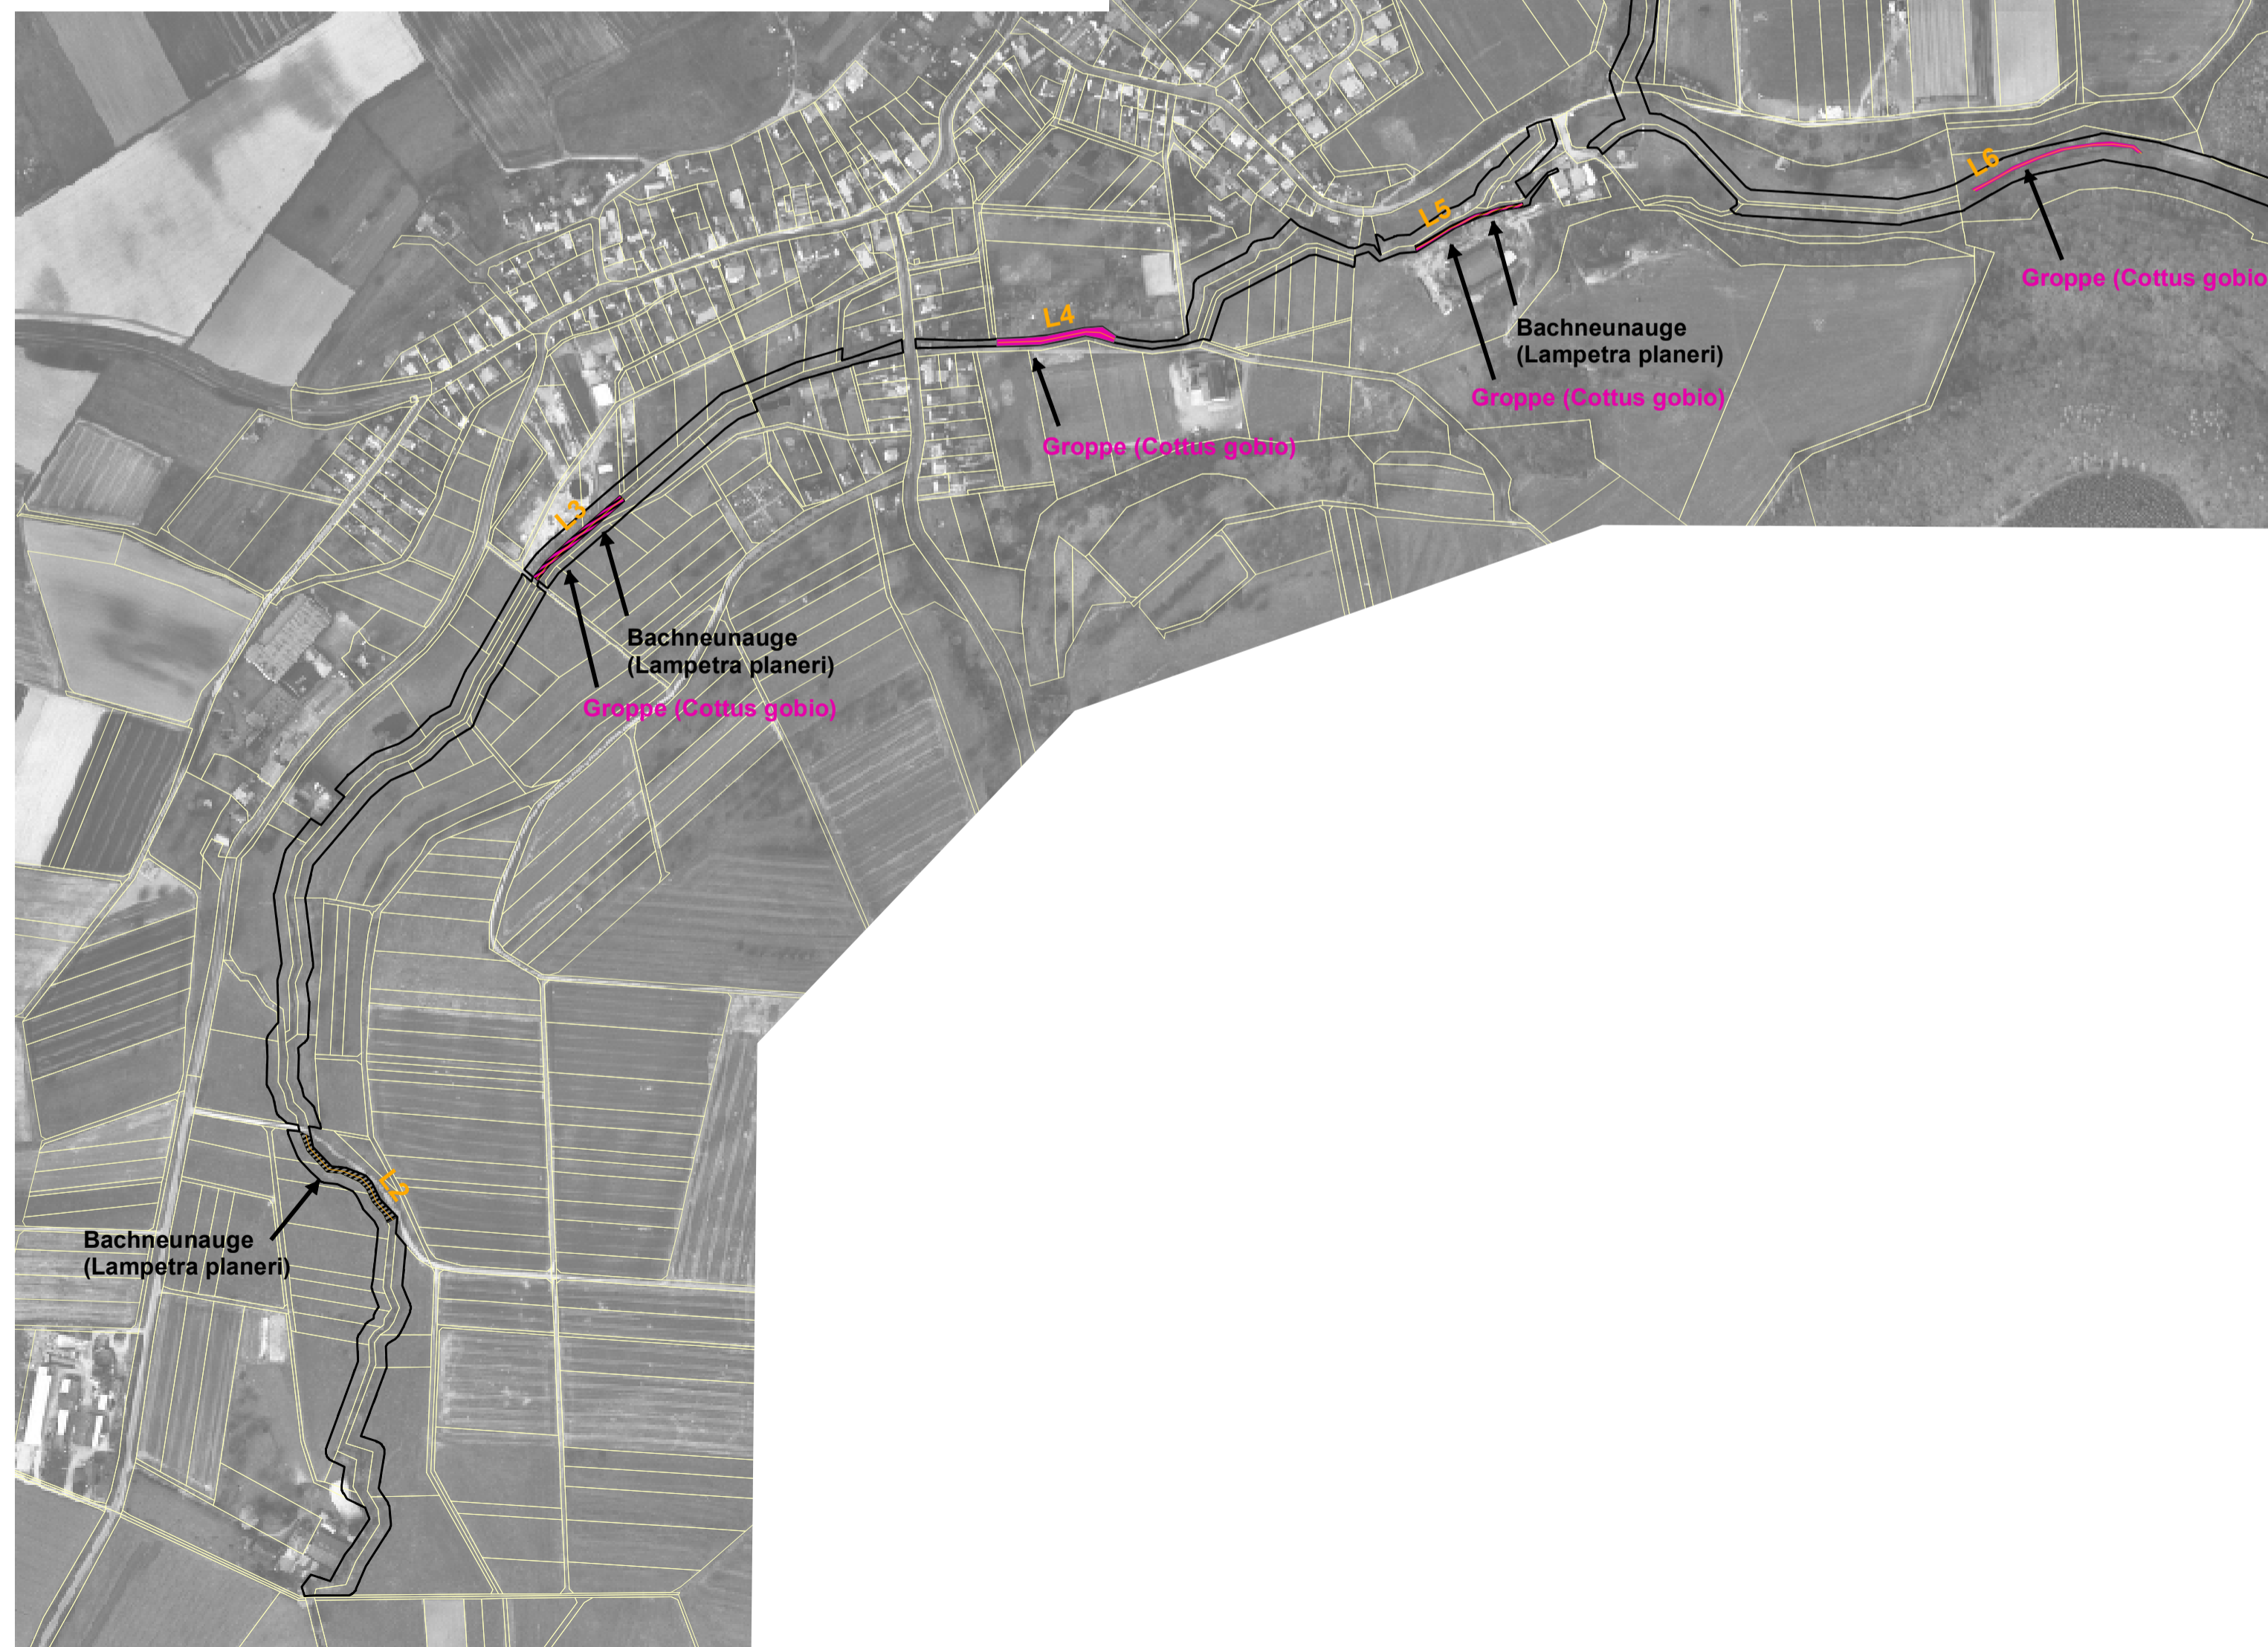 L6
Groppe (Cottus gobio
L5
Bachneunauge
(Lampetra planeri)
Groppe (Cottus gobio)
L4
Groppe (Cottus gobio)
L3
Bachneunauge
(Lampetra planeri)
Groppe (Cottus gobio)
L2
Bachneunauge
(Lampetra planeri)